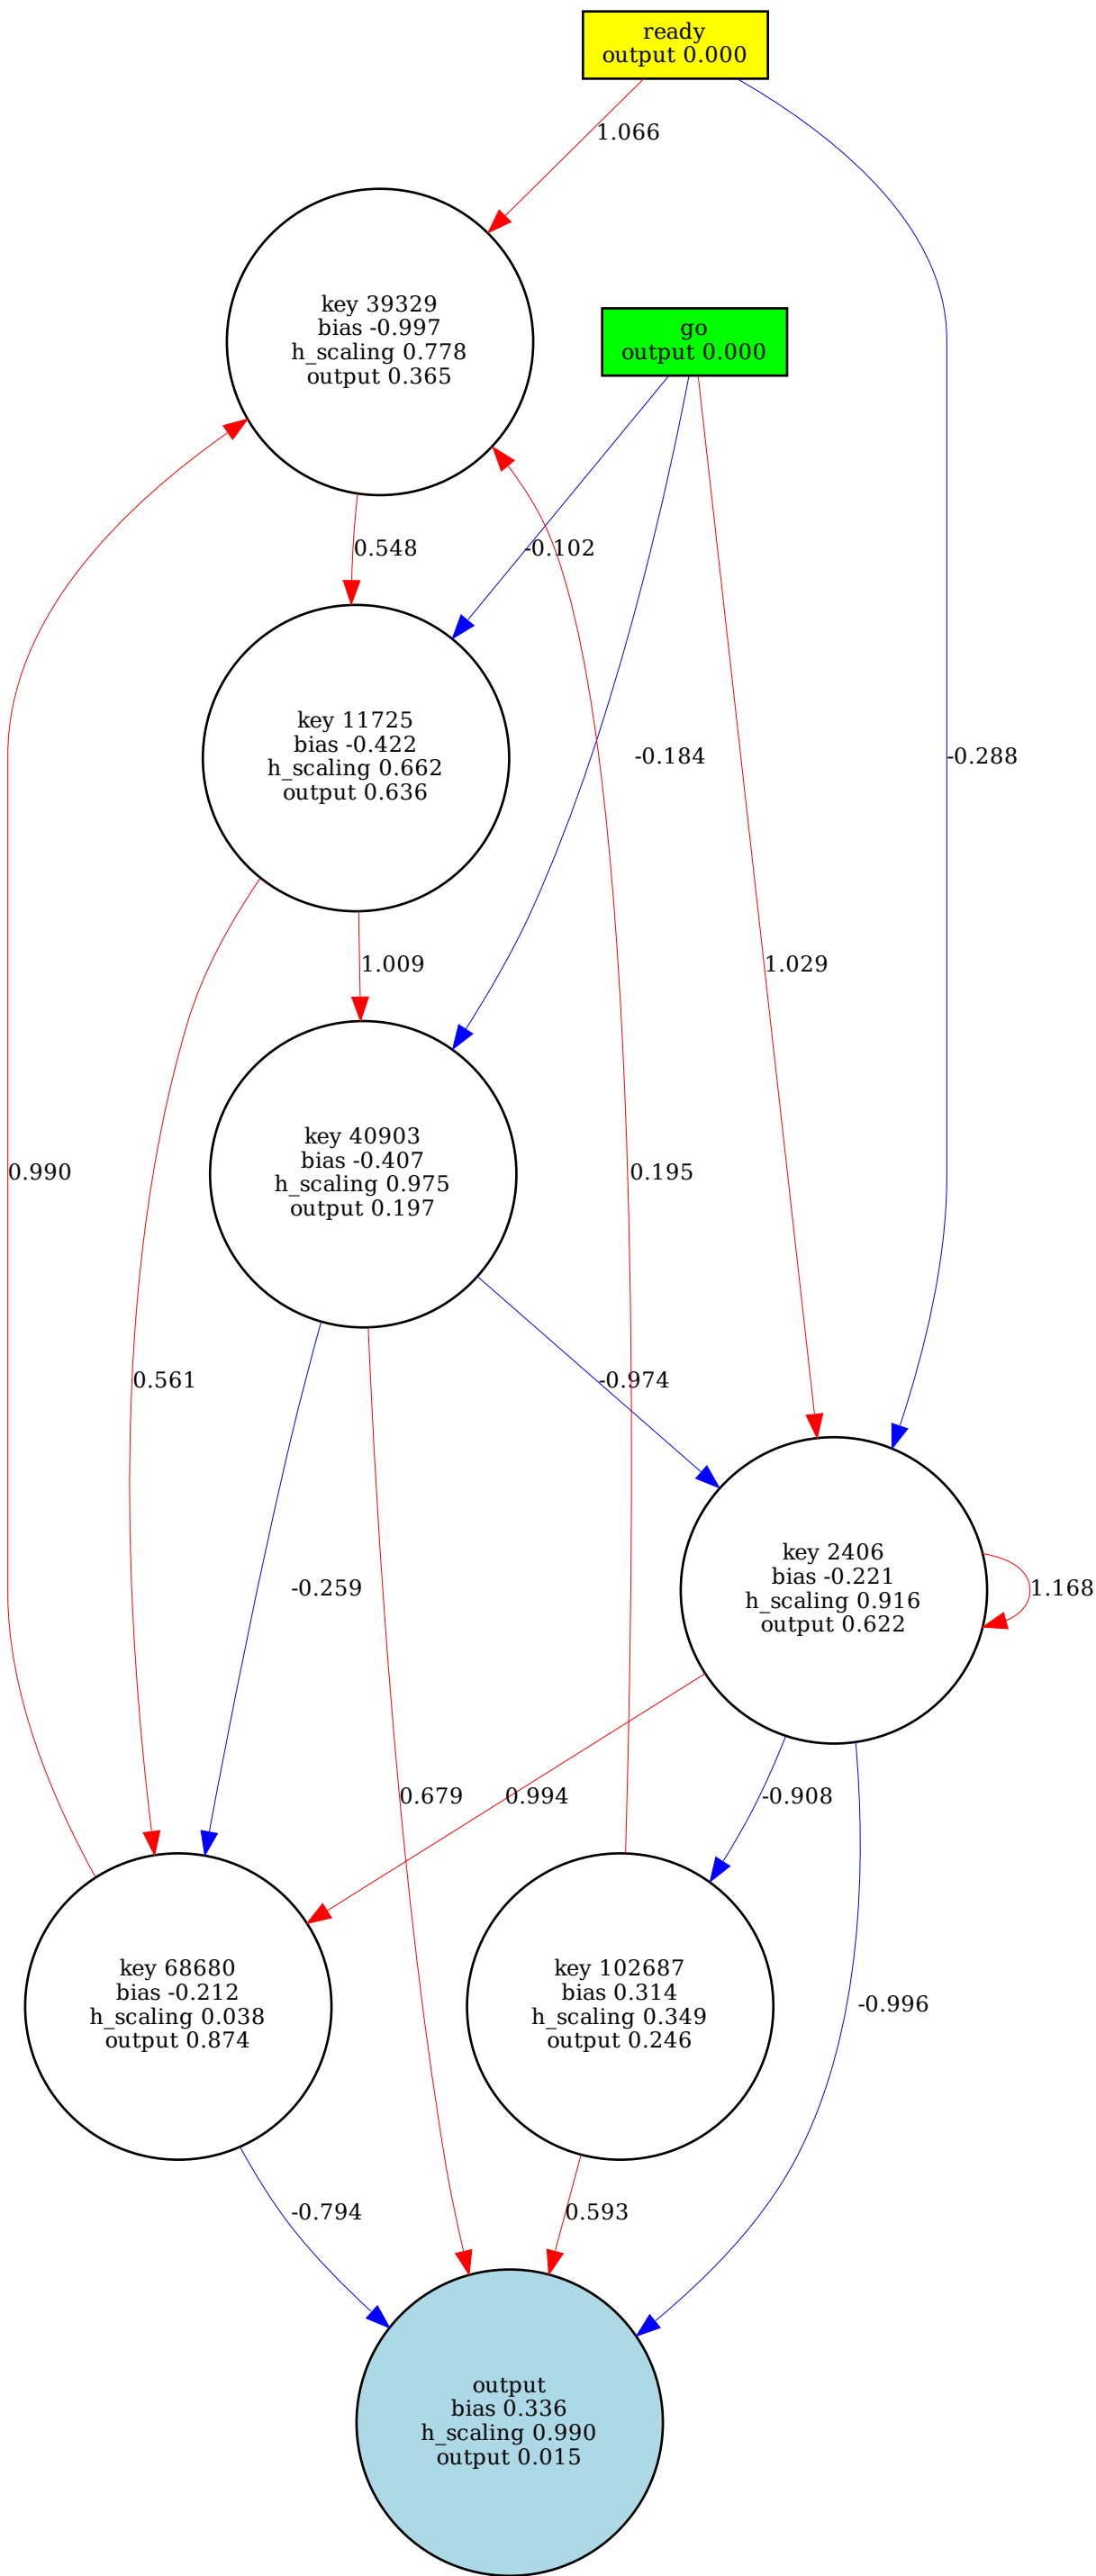 ready
output 0.000
1.066
key 39329
bias -0.997
h_scaling 0.778
output 0.365
go
output 0.000
0.548
-0.102
key 11725
bias -0.422
h_scaling 0.662
output 0.636
-0.184
-0.288
1.009
1.029
key 40903
bias -0.407
h_scaling 0.975
output 0.197
0.990
0.195
0.561
-0.974
key 2406
bias -0.221
h_scaling 0.916
output 0.622
-0.259
1.168
0.679
0.994
-0.908
key 68680
bias -0.212
h_scaling 0.038
output 0.874
key 102687
bias 0.314
h_scaling 0.349
output 0.246
-0.996
-0.794
0.593
output
bias 0.336
h_scaling 0.990
output 0.015